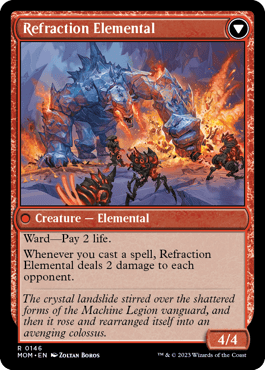 Refraction Elemental
Creature — Elemental
Ward—Pay 2 life.
Whenever you cast a spell, Refraction
Elemental deals 2 damage to each
opponent.
The crystal landslide stirred over the shattered
forms of the Machine Legion vanguard, and
then it rose and rearranged itself into an
avenging colossus.
4/4
R 0146
MOM • EN Zoltan Boros
™ & © 2023 Wizards of the Coast